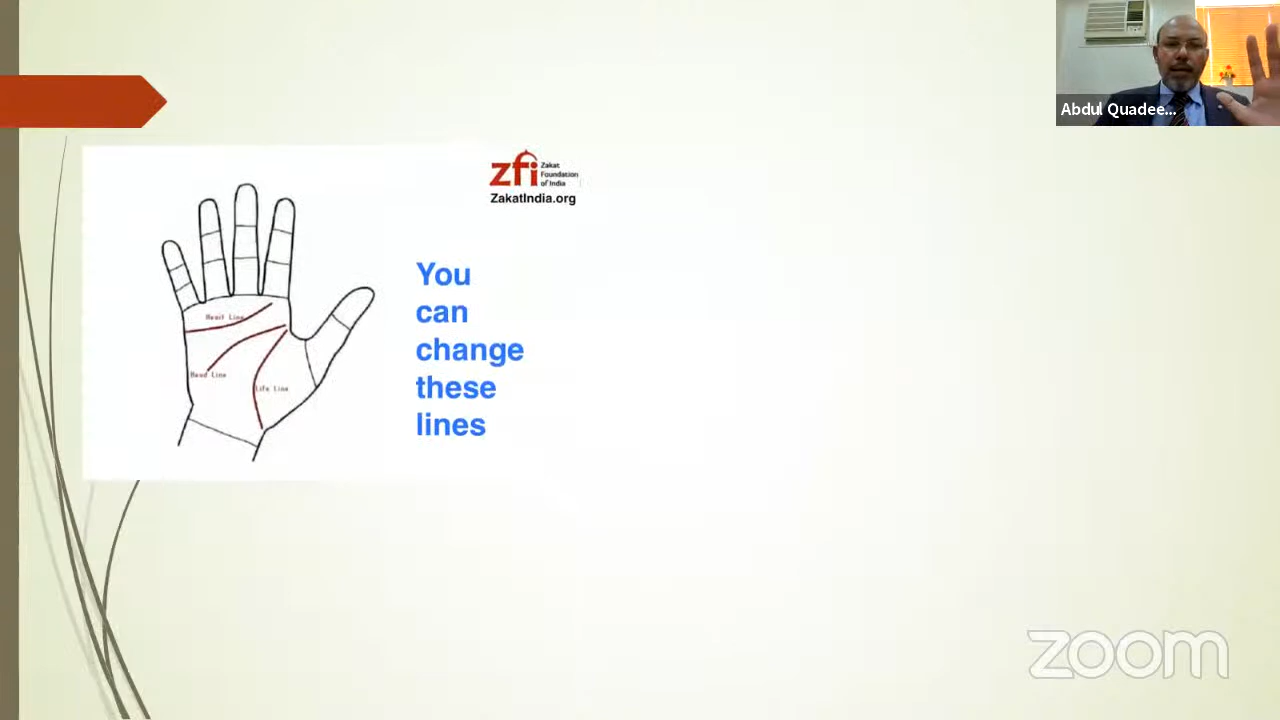 Abdul Quadee...
zfi
Zakat
Foundation
of India
ZakatIndia.org
You
can
change
these
lines
Heart Line
Head Line
Life Line
zoom